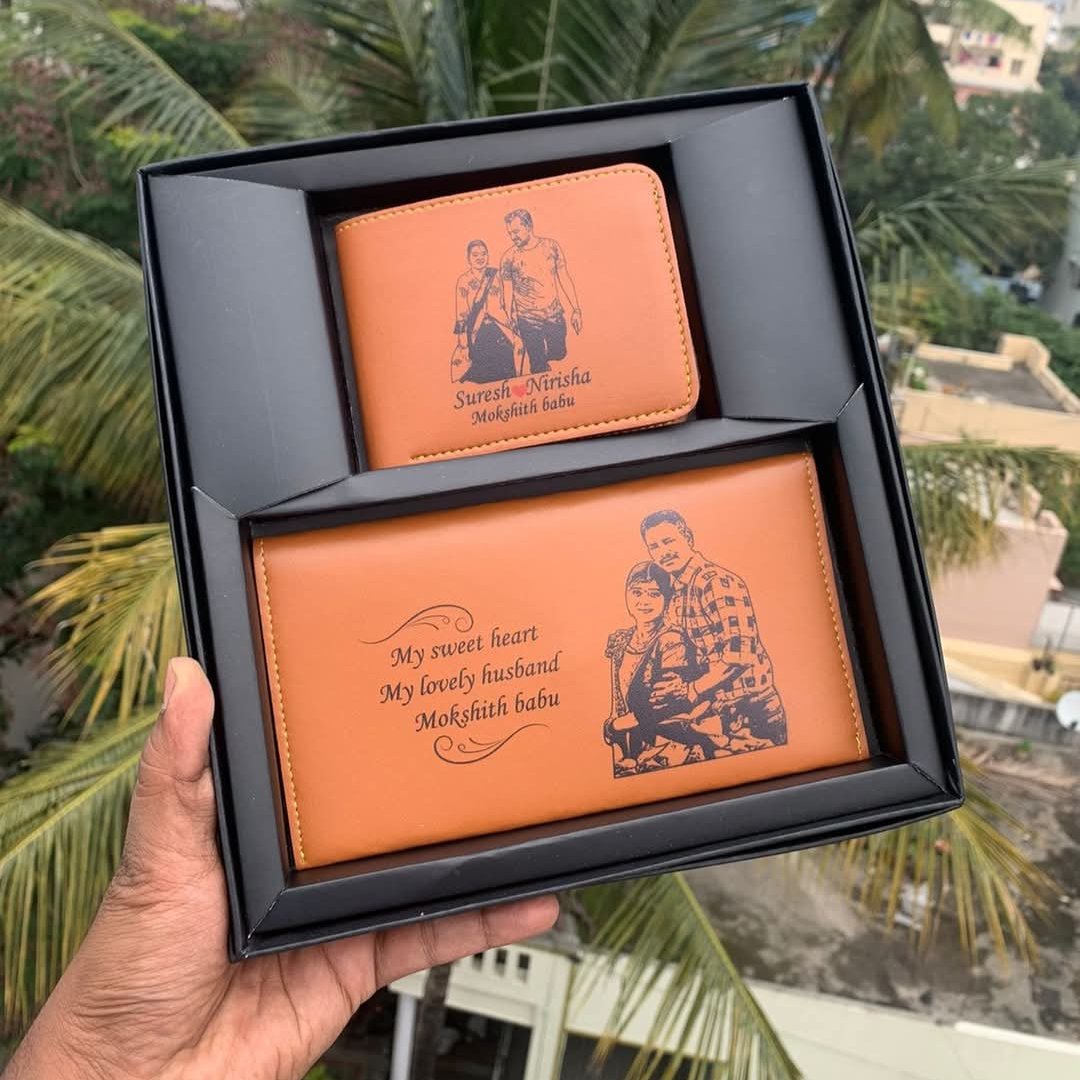 Suresh❤Nirisha
Mokshith babu
My sweet heart
My lovely husband
Mokshith babu